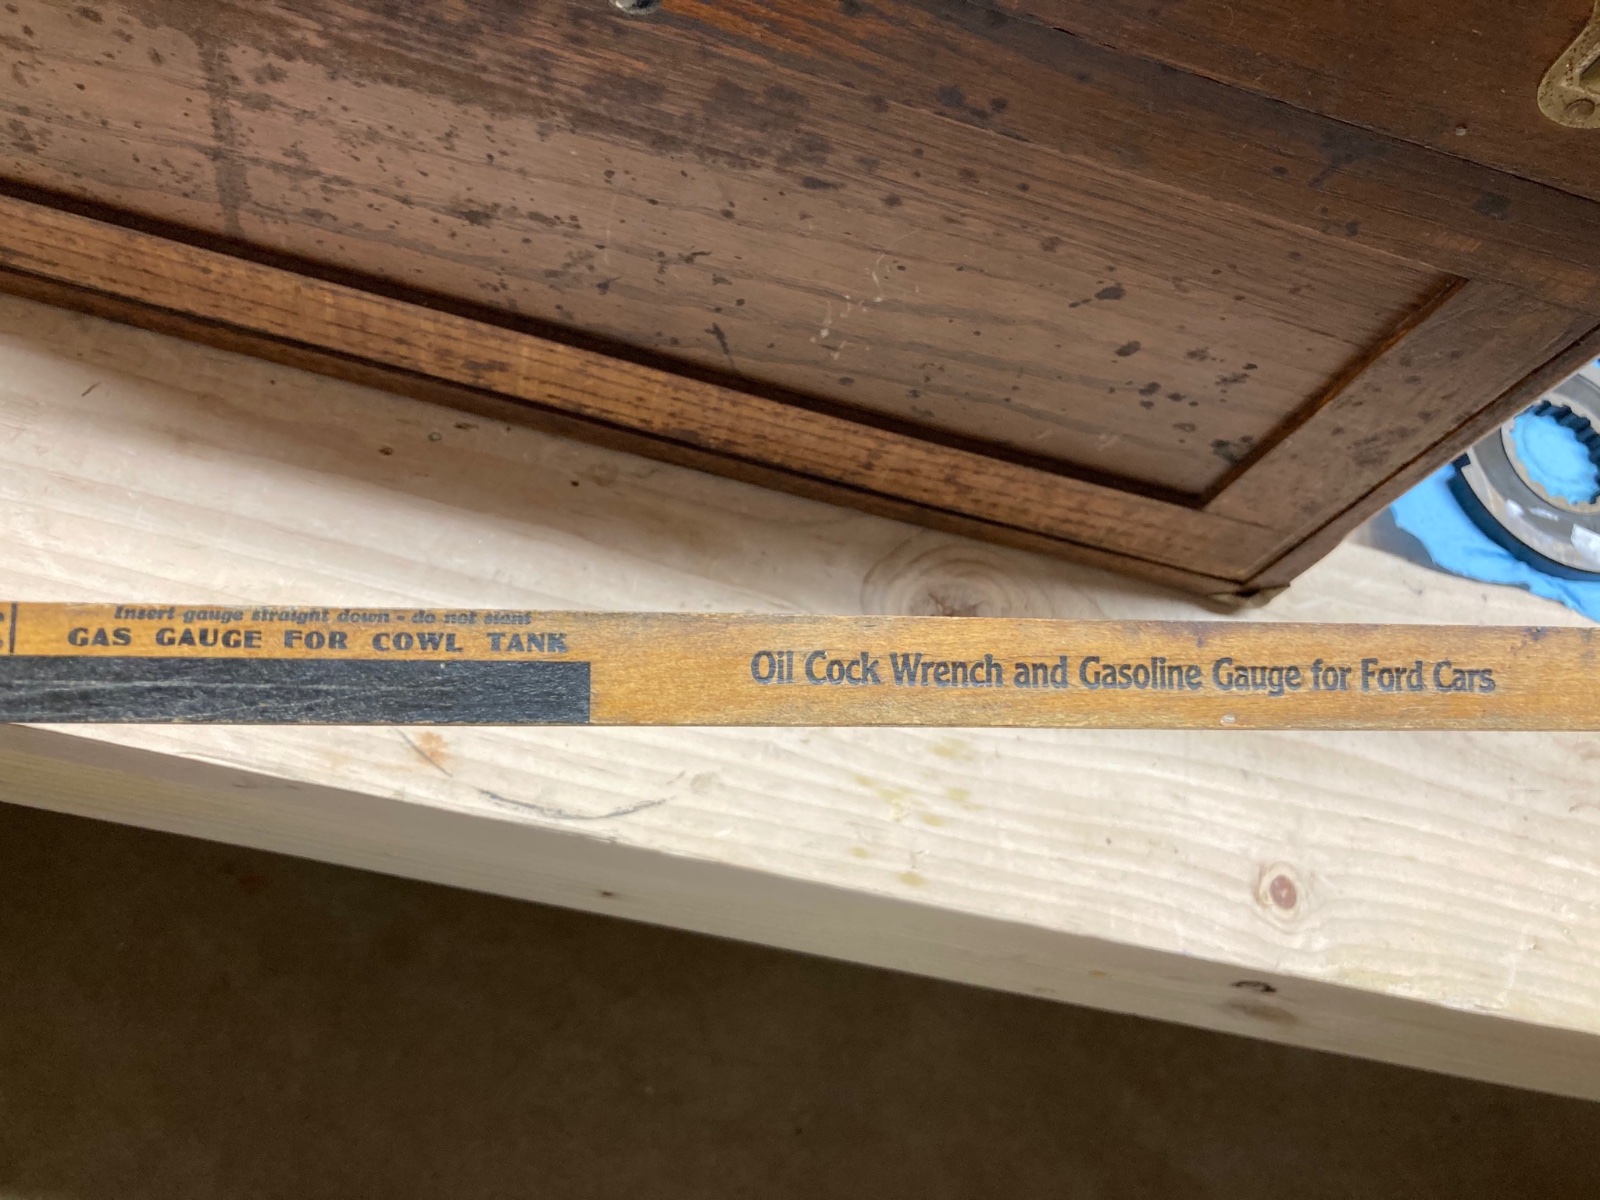 Insert gauge straight down - do not slant
GAS GAUGE FOR COWL TANK
Oil Cock Wrench and Gasoline Gauge for Ford Cars